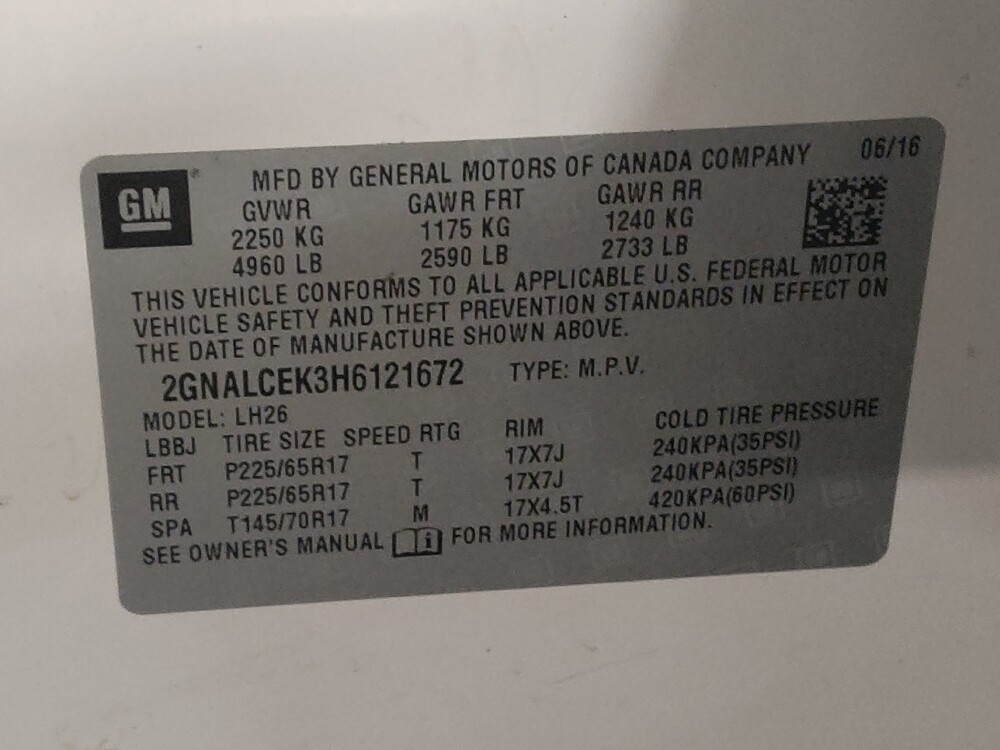 GM
MFD BY GENERAL MOTORS OF CANADA COMPANY 06/16
GVWR GAWR FRT GAWR RR
2250 KG 1175 KG 1240 KG
4960 LB 2590 LB 2733 LB
THIS VEHICLE CONFORMS TO ALL APPLICABLE U.S. FEDERAL MOTOR
VEHICLE SAFETY AND THEFT PREVENTION STANDARDS IN EFFECT ON
THE DATE OF MANUFACTURE SHOWN ABOVE.
2GNALCEK3H6121672 TYPE: M.P.V.
MODEL: LH26
LBBJ TIRE SIZE SPEED RTG RIM COLD TIRE PRESSURE
FRT P225/65R17 T 17X7J 240KPA(35PSI)
RR P225/65R17 T 17X7J 240KPA(35PSI)
SPA T145/70R17 M 17X4.5T 420KPA(60PSI)
SEE OWNER'S MANUAL i FOR MORE INFORMATION.